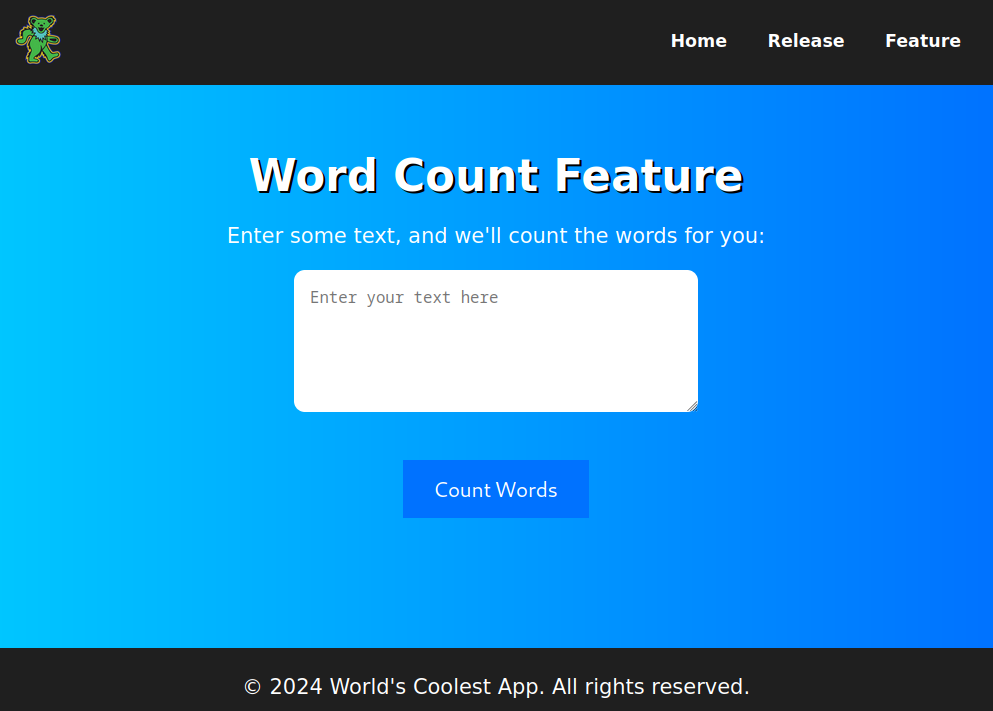 Home Release Feature
Word Count Feature
Enter some text, and we'll count the words for you:
Enter your text here
Count Words
© 2024 World's Coolest App. All rights reserved.